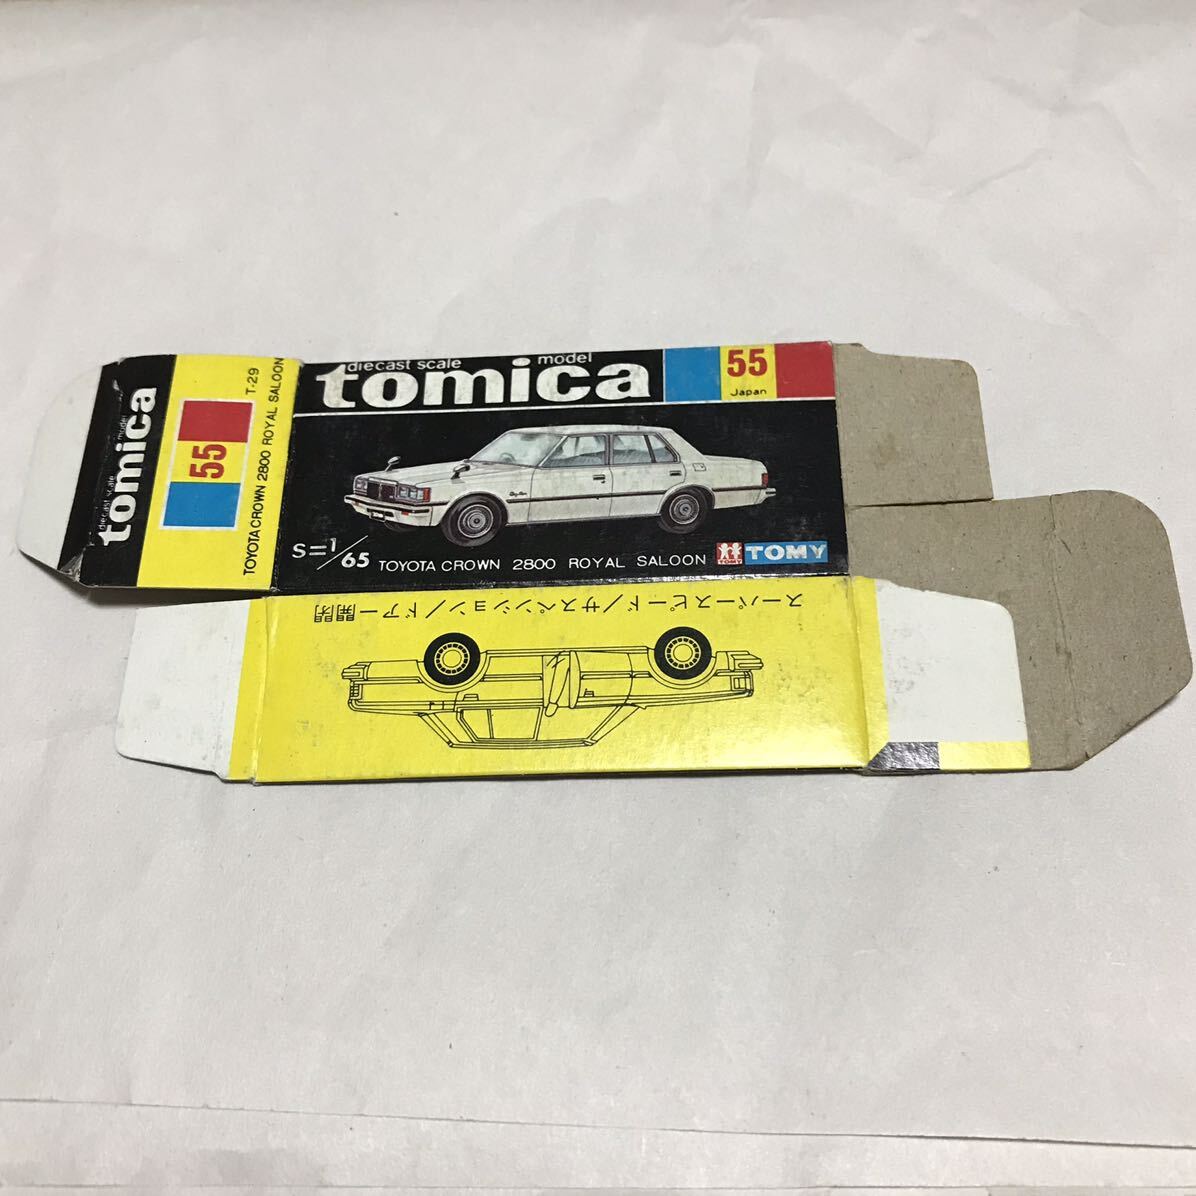 diecast scale model
tomica
55
T-29
TOYOTA CROWN 2800 ROYAL SALOON
diecast scale model
tomica
55
Japan
S=1/65 TOYOTA CROWN 2800 ROYAL SALOON
TOMY
TOMY
スーパースピード/サスペンション/ドアー開閉